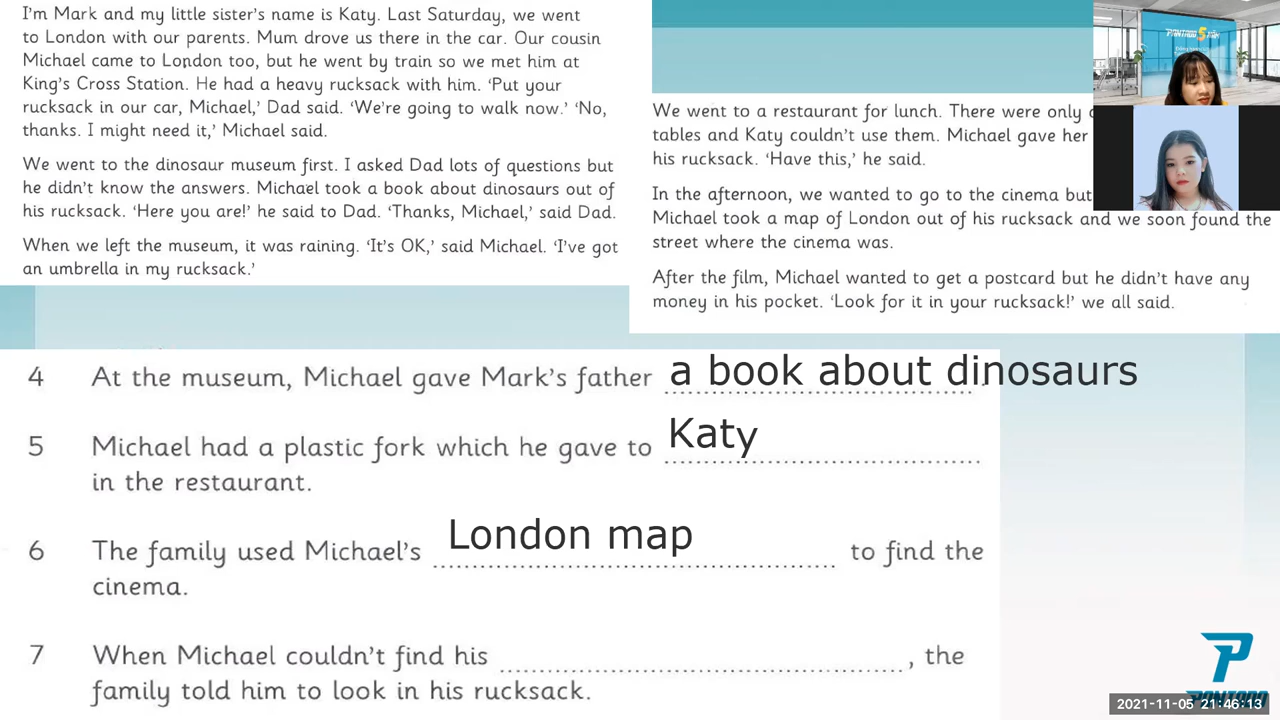 I'm Mark and my little sister's name is Katy. Last Saturday, we went
to London with our parents. Mum drove us there in the car. Our cousin
Michael came to London too, but he went by train so we met him at
King's Cross Station. He had a heavy rucksack with him. 'Put your
rucksack in our car, Michael,' Dad said. 'We're going to walk now.' 'No,
thanks. I might need it,' Michael said.
We went to the dinosaur museum first. I asked Dad lots of questions but
he didn't know the answers. Michael took a book about dinosaurs out of
his rucksack. 'Here you are!' he said to Dad. 'Thanks, Michael,' said Dad.
When we left the museum, it was raining. 'It's OK,' said Michael. 'I've got
an umbrella in my rucksack.'
We went to a restaurant for lunch. There were only
tables and Katy couldn't use them. Michael gave her
his rucksack. 'Have this,' he said.
In the afternoon, we wanted to go to the cinema but
Michael took a map of London out of his rucksack and we soon found the
street where the cinema was.
After the film, Michael wanted to get a postcard but he didn't have any
money in his pocket. 'Look for it in your rucksack!' we all said.
4 At the museum, Michael gave Mark's father a book about dinosaurs
5 Michael had a plastic fork which he gave to Katy
in the restaurant.
6 The family used Michael's London map to find the
cinema.
7 When Michael couldn't find his ........, the
family told him to look in his rucksack.
2021-11-05 21:46:13